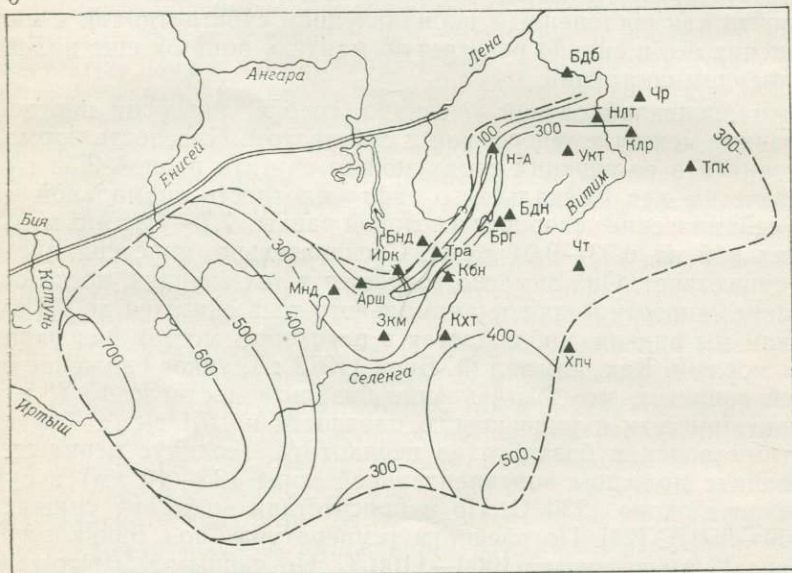 Лена
Бдб
Ангара
Чр
Нлт
100
300
Клр
300
Н-А
Укт
Тпк
Енисей
Витим
Бдн
Бия
Брг
Бнд
Тра
Чт
300
Ирк
Кбн
Катунь
Мнд
Арш
400
Зкм
Кхт
400
500
Хпч
700
600
Селенга
Иртыш
300
500